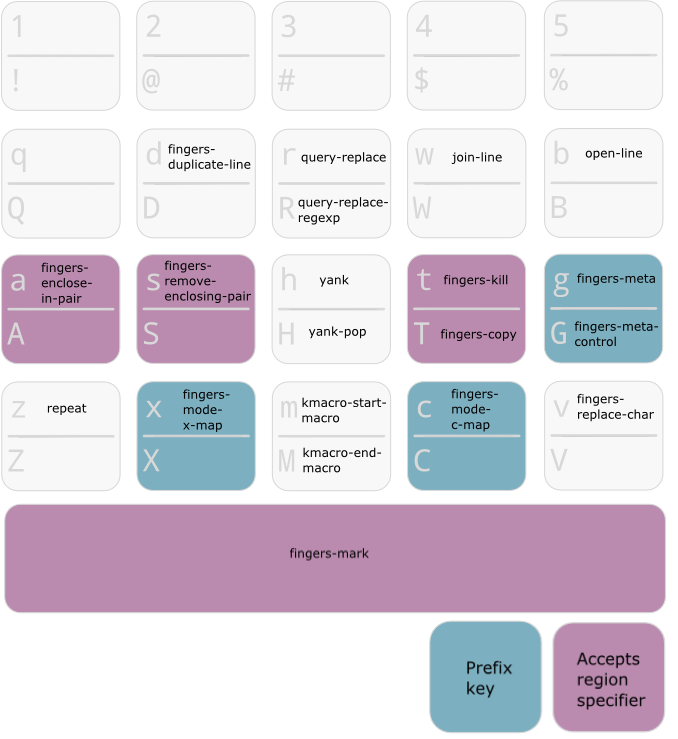 1
2
3
4
5
!
@
#
$
%
q
d fingers-
duplicate-line
r query-replace
w join-line
b open-line
Q
D
R query-replace-
regexp
W
B
a fingers-
enclose-
in-pair
s fingers-
remove-
enclosing-pair
h yank
t fingers-kill
g fingers-meta
A
S
H yank-pop
T fingers-copy
G fingers-meta-
control
z repeat
x fingers-
mode-
x-map
m kmacro-start-
macro
c fingers-
mode-
c-map
v fingers-
replace-char
Z
X
M kmacro-end-
macro
C
V
fingers-mark
Prefix
key
Accepts
region
specifier